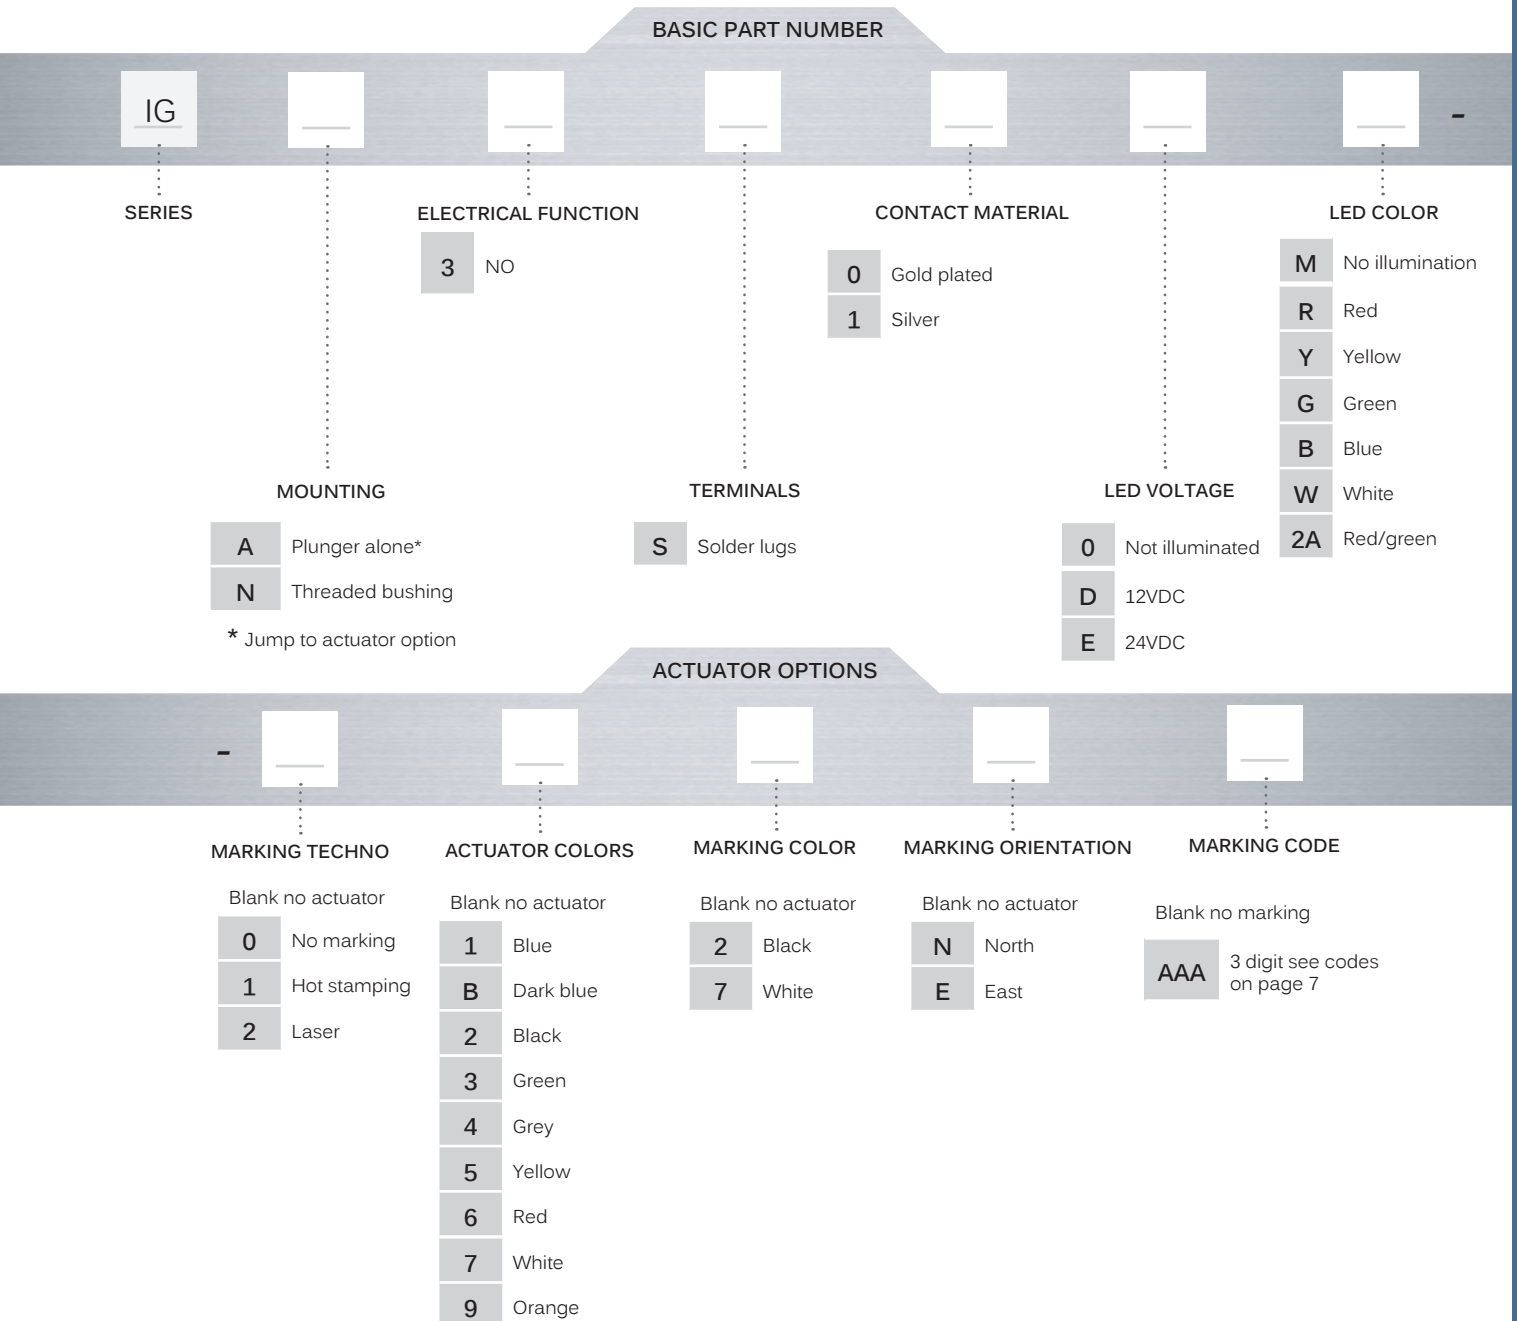 BASIC PART NUMBER
IG
-
SERIES
ELECTRICAL FUNCTION
3 NO
CONTACT MATERIAL
0 Gold plated
1 Silver
LED COLOR
M No illumination
R Red
Y Yellow
G Green
B Blue
W White
2A Red/green
MOUNTING
A Plunger alone*
N Threaded bushing
* Jump to actuator option
TERMINALS
S Solder lugs
LED VOLTAGE
0 Not illuminated
D 12VDC
E 24VDC
ACTUATOR OPTIONS
-
MARKING TECHNO
Blank no actuator
0 No marking
1 Hot stamping
2 Laser
ACTUATOR COLORS
Blank no actuator
1 Blue
B Dark blue
2 Black
3 Green
4 Grey
5 Yellow
6 Red
7 White
9 Orange
MARKING COLOR
Blank no actuator
2 Black
7 White
MARKING ORIENTATION
Blank no actuator
N North
E East
MARKING CODE
Blank no marking
AAA 3 digit see codes
on page 7